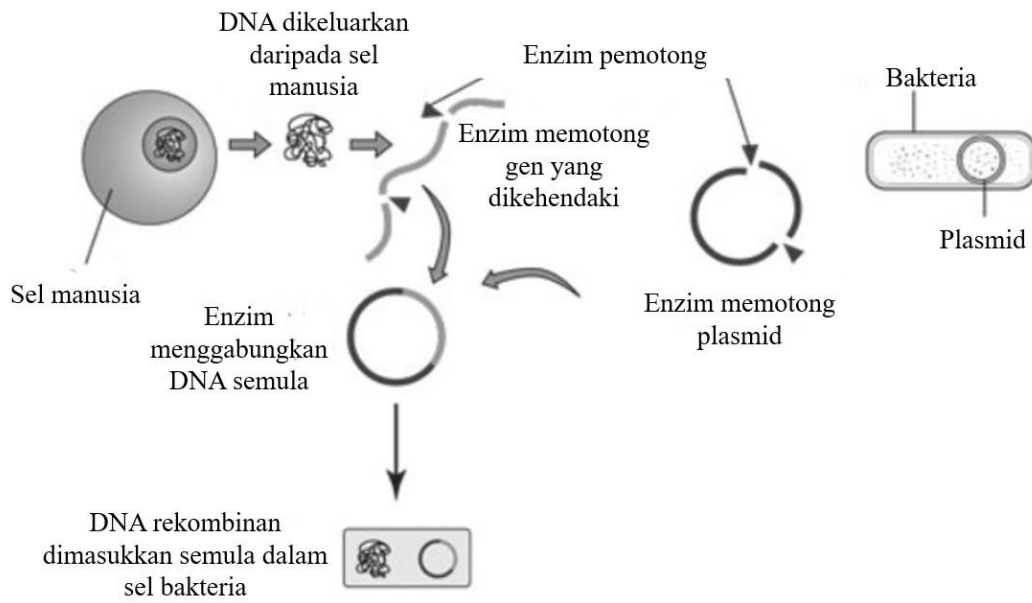 DNA dikeluarkan
daripada sel
manusia
Enzim pemotong
Bakteria
Enzim memotong
gen yang
dikehendaki
Plasmid
Sel manusia
Enzim
menggabungkan
DNA semula
Enzim memotong
plasmid
DNA rekombinan
dimasukkan semula dalam
sel bakteria